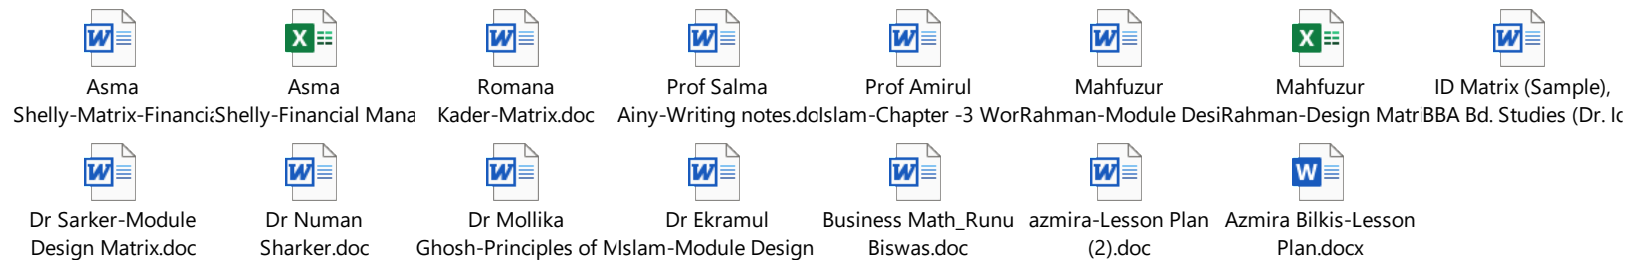 Asma
Shelly-Matrix-Financi
Asma
Shelly-Financial Mana
Romana
Kader-Matrix.doc
Prof Salma
Ainy-Writing notes.dc
Prof Amirul
Islam-Chapter -3 Wor
Mahfuzur
Rahman-Module Desi
Mahfuzur
Rahman-Design Matr
ID Matrix (Sample),
BBA Bd. Studies (Dr. Ic
Dr Sarker-Module
Design Matrix.doc
Dr Numan
Sharker.doc
Dr Mollika
Ghosh-Principles of M
Dr Ekramul
Islam-Module Design
Business Math_Runu
Biswas.doc
azmira-Lesson Plan
(2).doc
Azmira Bilkis-Lesson
Plan.docx